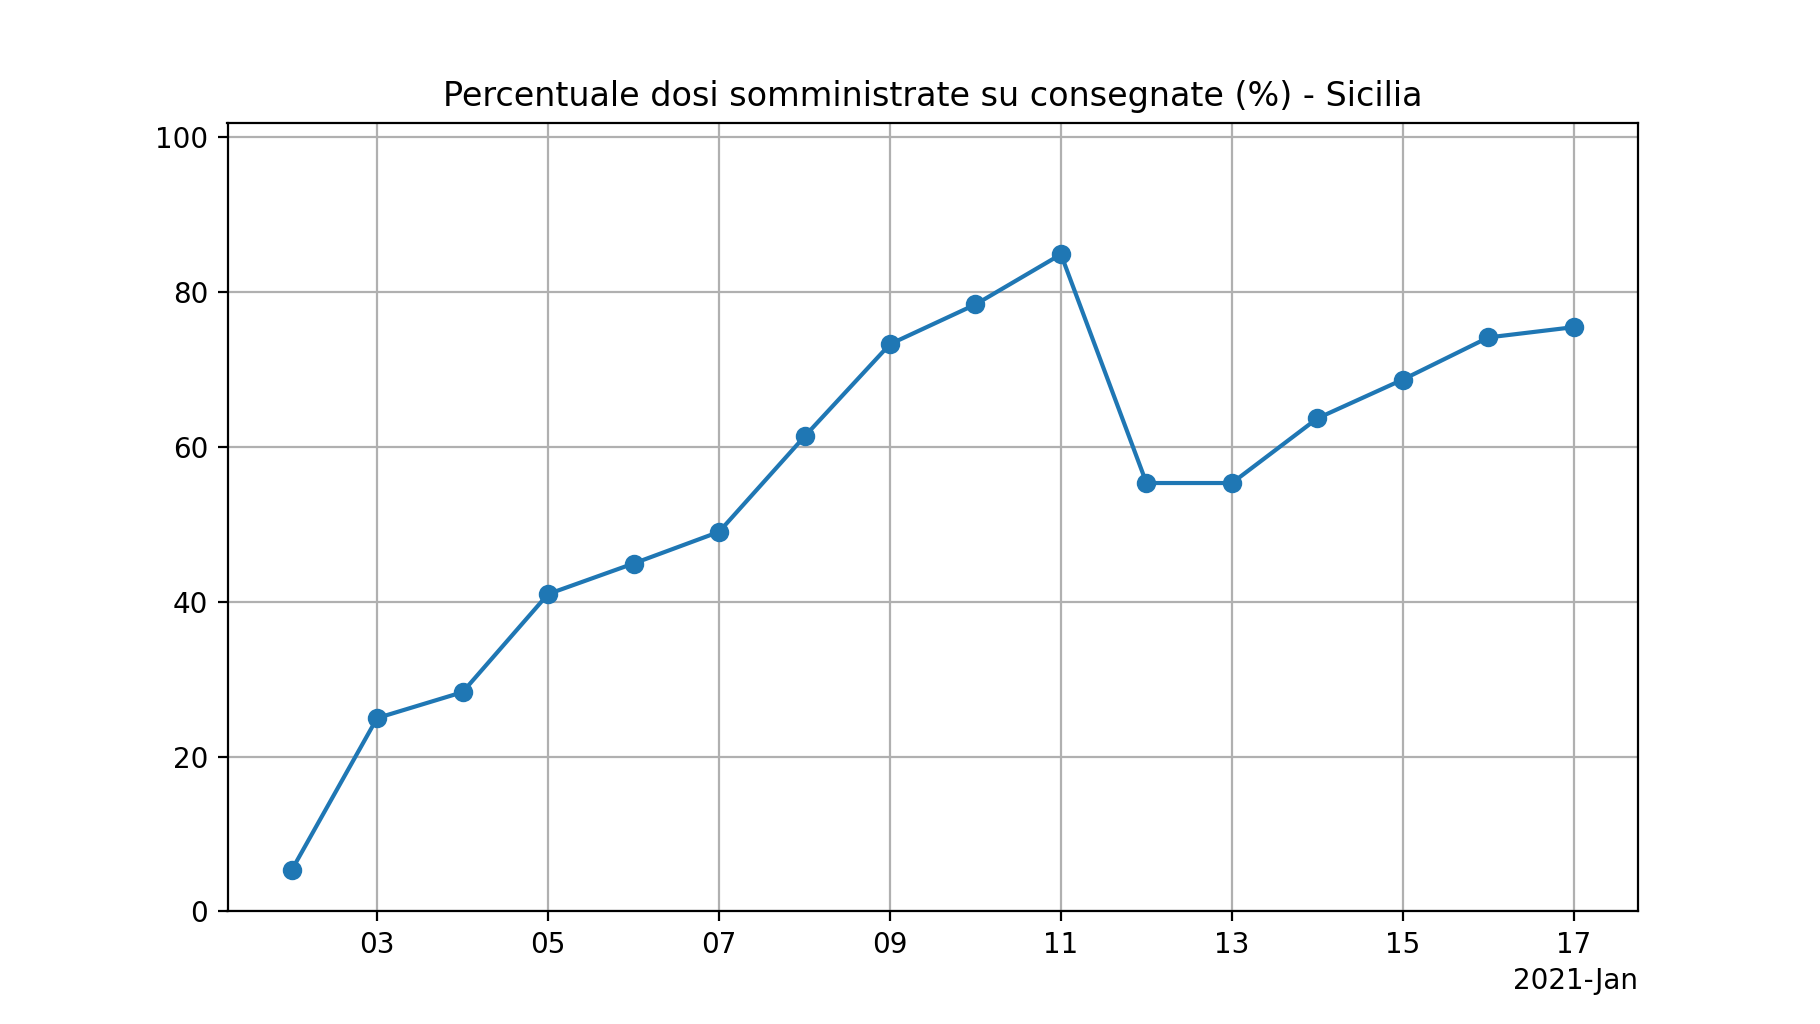 Percentuale dosi somministrate su consegnate (%) - Sicilia
100
80
60
40
20
0
03 05 07 09 11 13 15 17
2021-Jan